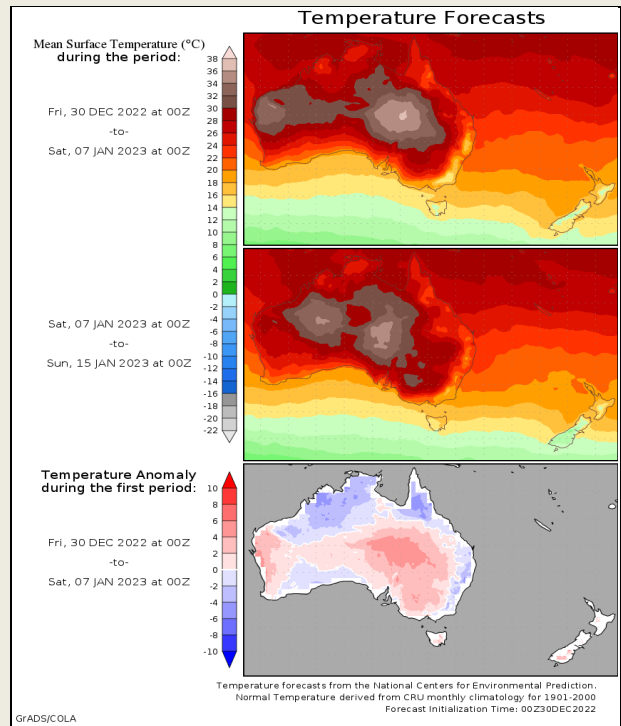 Temperature Forecasts
Mean Surface Temperature (°C)
during the period:
Fri, 30 DEC 2022 at 00Z
-to-
Sat, 07 JAN 2023 at 00Z
38
36
34
32
30
28
26
24
22
20
18
16
14
12
10
8
6
4
2
0
-2
-4
-6
-8
-10
-12
-14
-16
-18
-20
-22
Sat, 07 JAN 2023 at 00Z
-to-
Sun, 15 JAN 2023 at 00Z
Temperature Anomaly
during the first period:
Fri, 30 DEC 2022 at 00Z
-to-
Sat, 07 JAN 2023 at 00Z
10
8
6
4
2
0
-2
-4
-6
-8
-10
Temperature forecasts from the National Centers for Environmental Prediction.
Normal Temperature derived from CRU monthly climatology for 1901-2000
Forecast Initialization Time: 00Z30DEC2022
GrADS/COLA